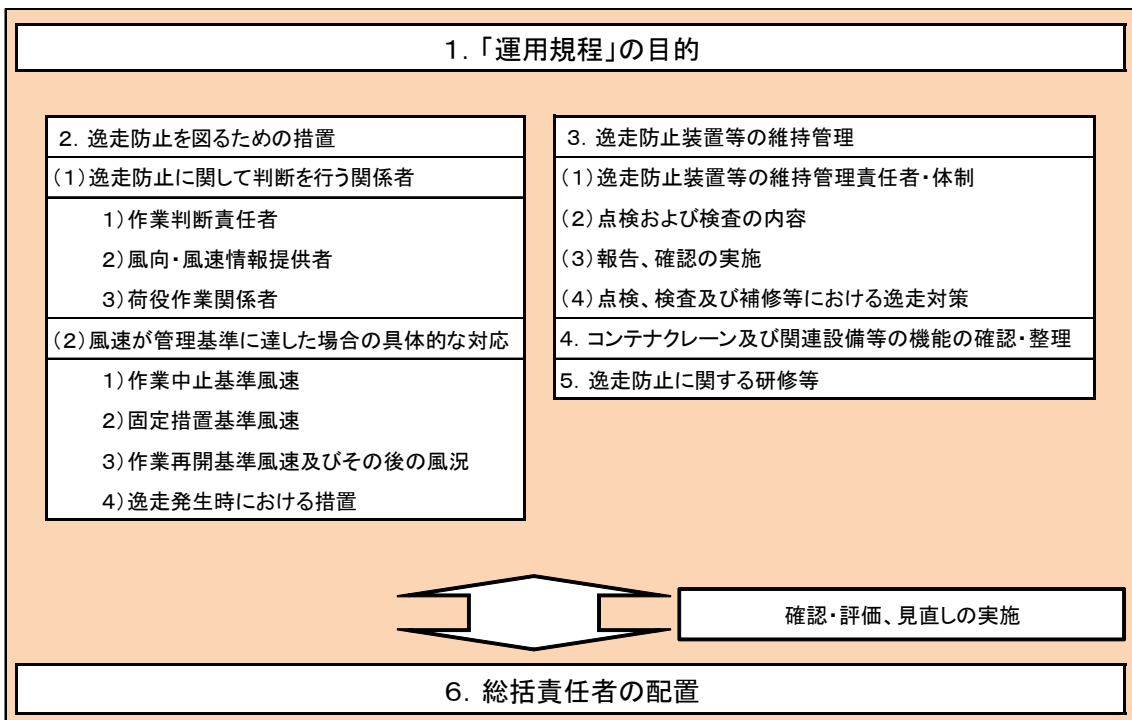 １．「運用規程」の目的
２．逸走防止を図るための措置
（１）逸走防止に関して判断を行う関係者
１）作業判断責任者
２）風向・風速情報提供者
３）荷役作業関係者
（２）風速が管理基準に達した場合の具体的な対応
１）作業中止基準風速
２）固定措置基準風速
３）作業再開基準風速及びその後の風況
４）逸走発生時における措置
３．逸走防止装置等の維持管理
（１）逸走防止装置等の維持管理責任者・体制
（２）点検および検査の内容
（３）報告、確認の実施
（４）点検、検査及び補修等における逸走対策
４．コンテナクレーン及び関連設備等の機能の確認・整理
５．逸走防止に関する研修等
確認・評価、見直しの実施
６．総括責任者の配置